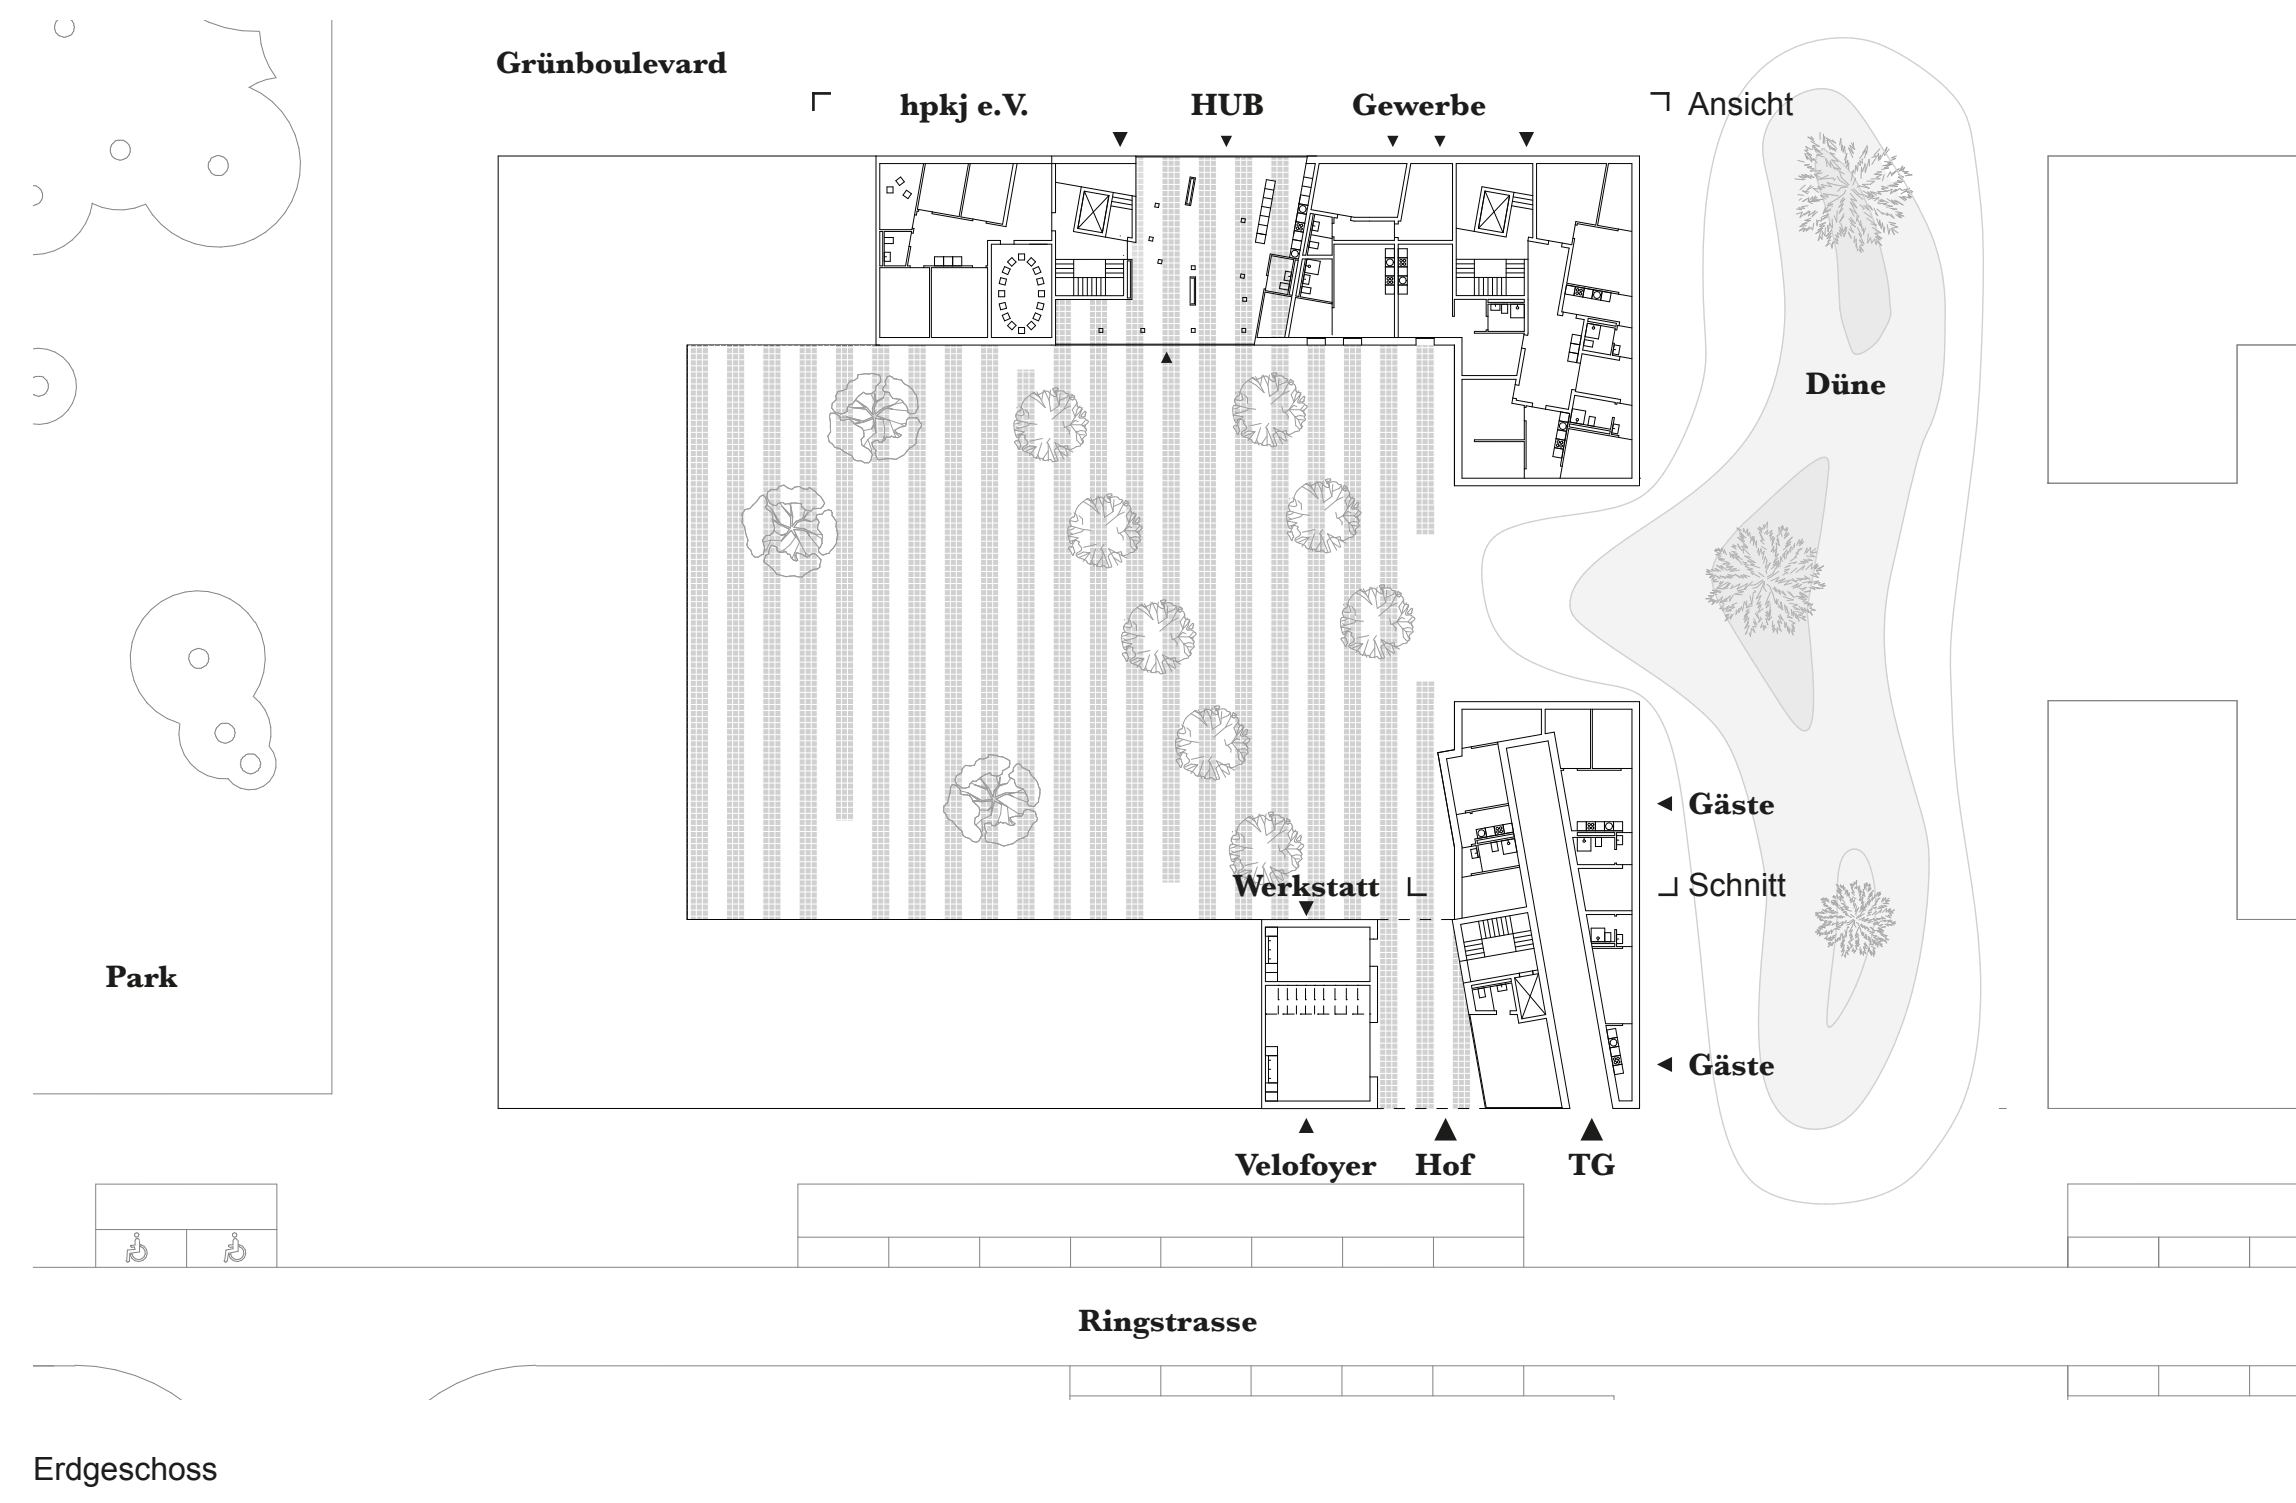 Grünboulevard
hpkj e.V.
HUB
Gewerbe
Ansicht
Düne
Gäste
Werkstatt
Schnitt
Park
Gäste
Velofoyer
Hof
TG
Ringstrasse
Erdgeschoss